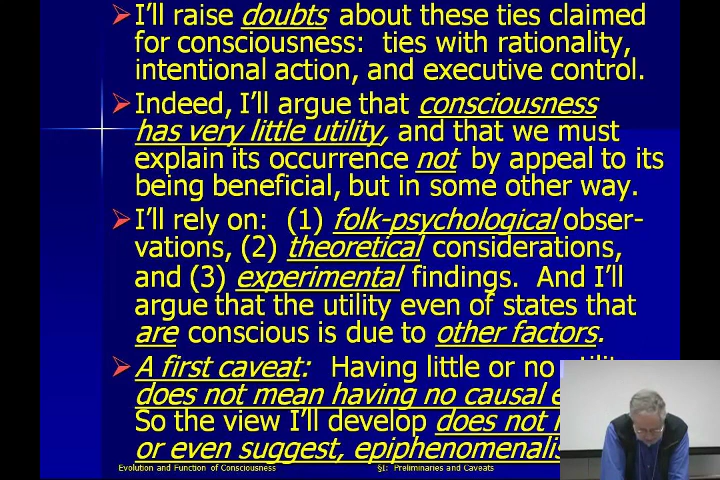 I'll raise doubts about these ties claimed
for consciousness: ties with rationality,
intentional action, and executive control.
Indeed, I'll argue that consciousness
has very little utility, and that we must
explain its occurrence not by appeal to its
being beneficial, but in some other way.
I'll rely on: (1) folk-psychological obser-
vations, (2) theoretical considerations,
and (3) experimental findings. And I'll
argue that the utility even of states that
are conscious is due to other factors.
A first caveat: Having little or no
does not mean having no causal
So the view I'll develop does not
or even suggest,
Evolution and Function of Consciousness
§I: Preliminaries and Caveats